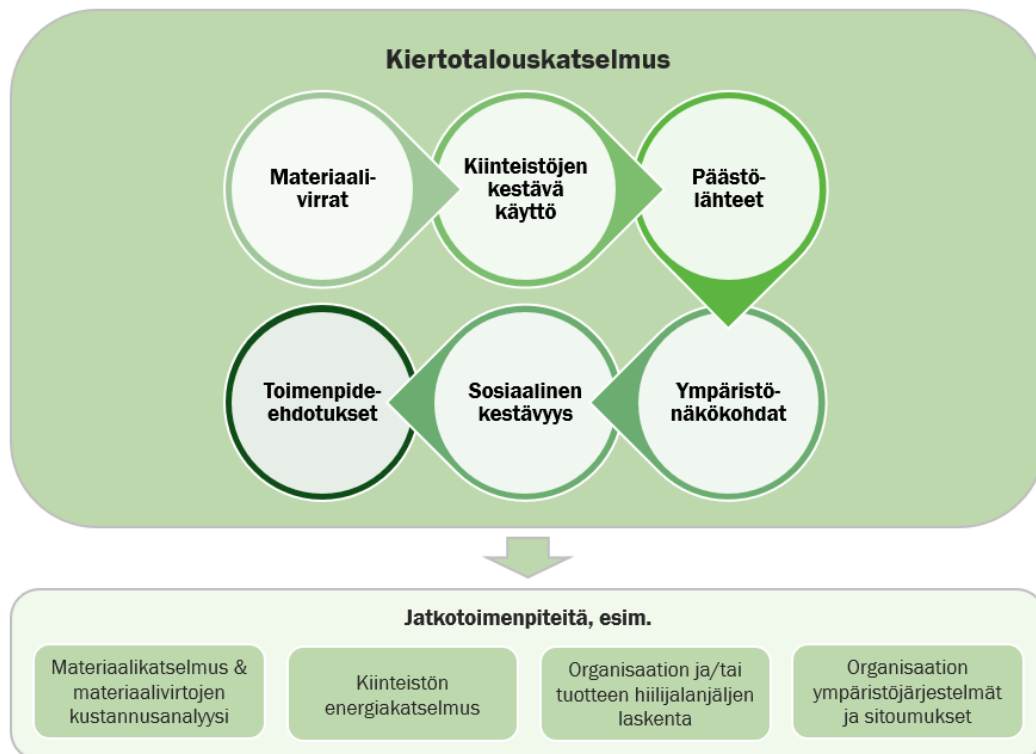 Kiertotalouskatselmus
Materiaali-
virrat
Kiinteistöjen
kestävä
käyttö
Päästö-
lähteet
Ympäristö-
näkökohdat
Sosiaalinen
kestävyys
Toimenpide-
ehdotukset
Jatkotoimenpiteitä, esim.
Materiaalikatselmus &
materiaalivirtojen
kustannusanalyysi
Kiinteistön
energiakatselmus
Organisaation ja/tai
tuotteen hiilijalanjäljen
laskenta
Organisaation
ympäristöjärjestelmät
ja sitoumukset